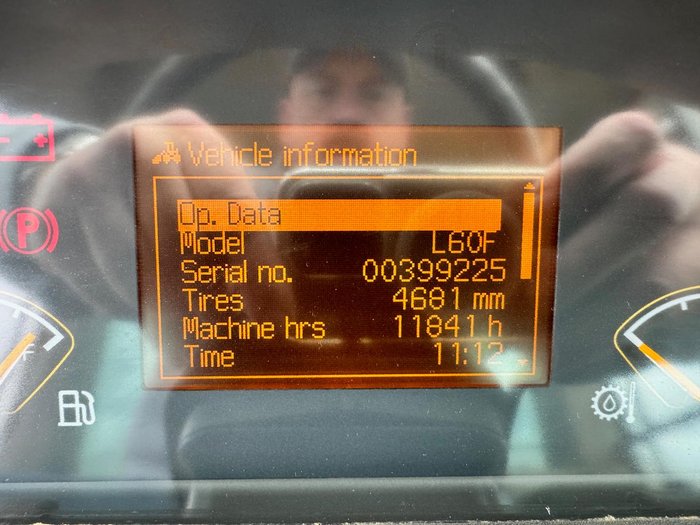 Vehicle information
Op. Data
Model L60F
Serial no. 00399225
Tires 4681 mm
Machine hrs 11841 h
Time 11:12
P
F